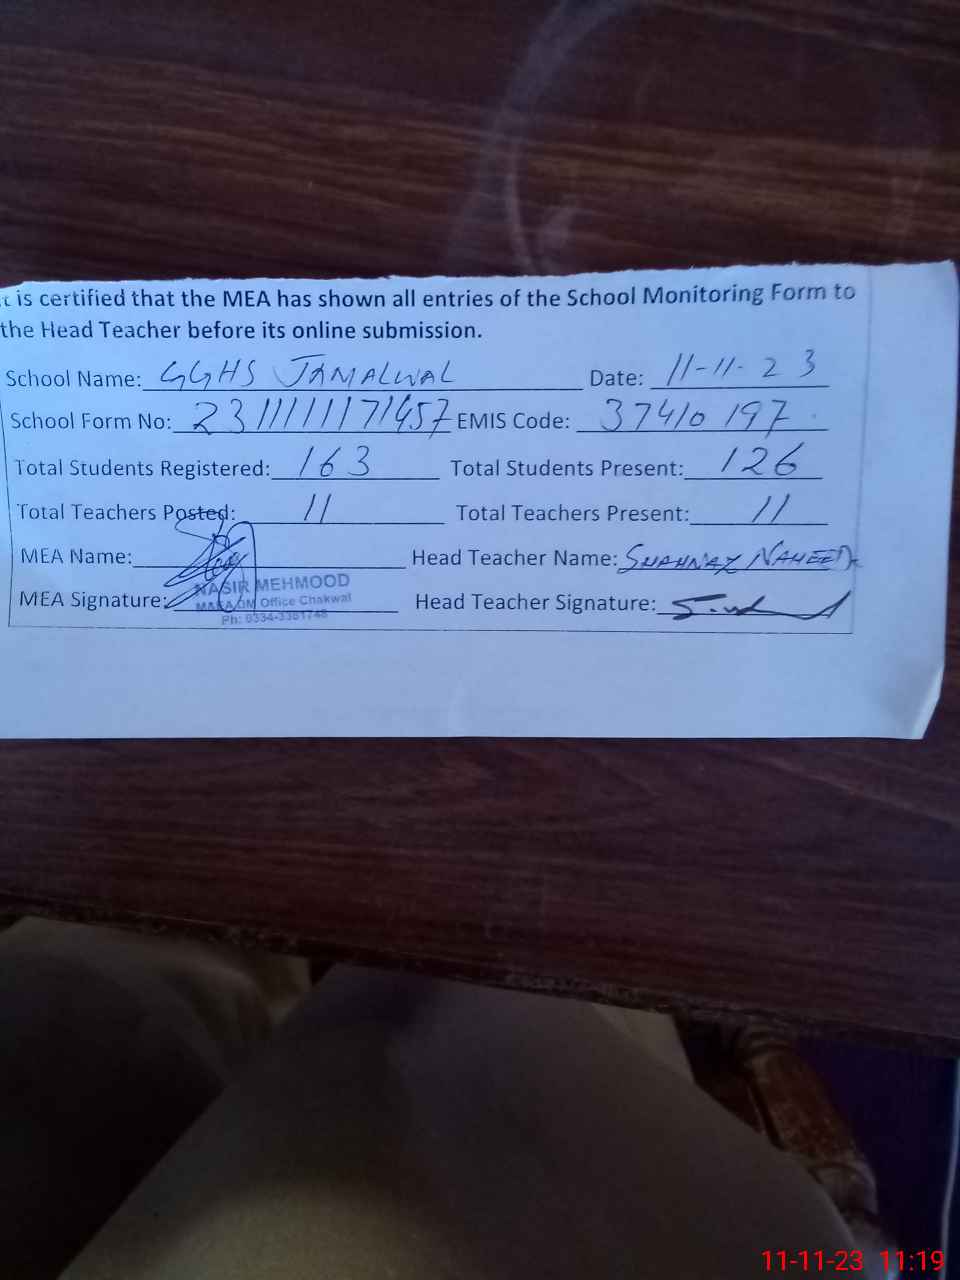 t is certified that the MEA has shown all entries of the School Monitoring Form to
the Head Teacher before its online submission.
School Name: GGHS JAMALWAL Date: 11-11-23
School Form No: EMIS Code: 37410197
Total Students Registered: 163 Total Students Present: 126
Total Teachers Posted: 11 Total Teachers Present: 11
MEA Name: Head Teacher Name: SHAHNAZ NAHEED
MEA Signature: Head Teacher Signature:
NASIR MEHMOOD
Office Chakwal
11-11-23 11:19